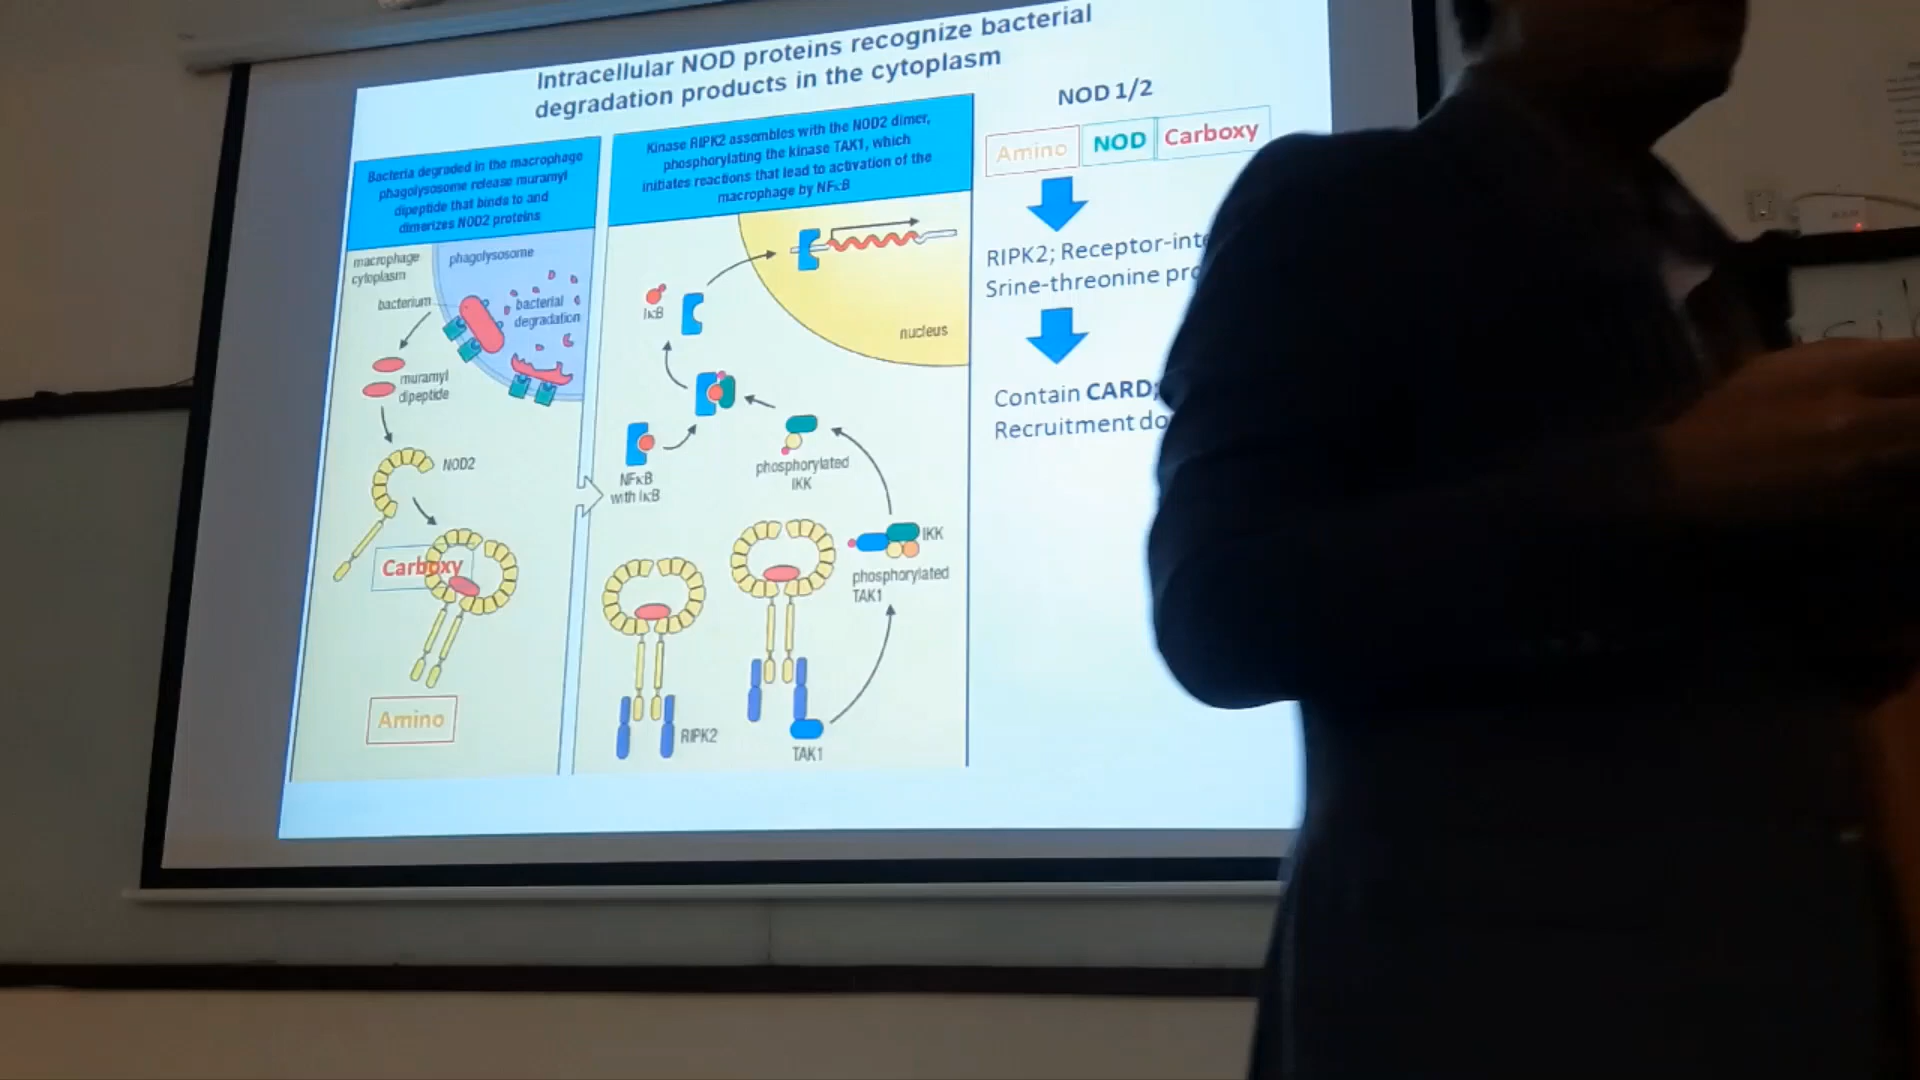 Intracellular NOD proteins recognize bacterial
degradation products in the cytoplasm
Bacteria degraded in the macrophage
phagolysosome release muramyl
dipeptide that binds to and
dimerizes NOD2 proteins
macrophage
cytoplasm
phagolysosome
bacterium
bacterial
degradation
muramyl
dipeptide
NOD2
Carboxy
Amino
Kinase RIPK2 assembles with the NOD2 dimer,
phosphorylating the kinase TAK1, which
initiates reactions that lead to activation of the
macrophage by NFκB
IκB
nucleus
NFκB
with IκB
phosphorylated
IKK
IKK
phosphorylated
TAK1
RIPK2
TAK1
NOD 1/2
Amino NOD Carboxy
RIPK2; Receptor-inte
Srine-threonine pro
Contain CARD;
Recruitment do